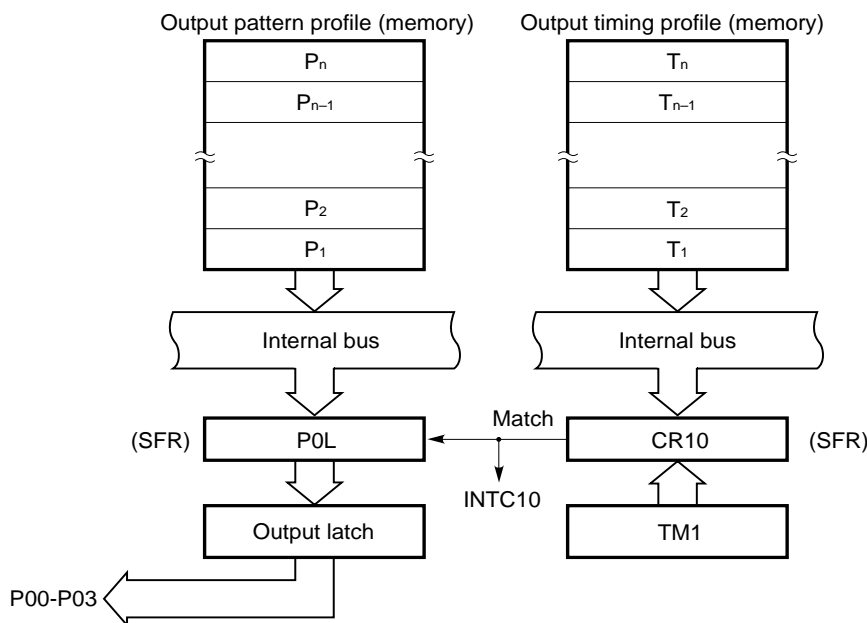 Output pattern profile (memory) Output timing profile (memory)
Pn Tn
Pn–1 Tn–1
P2 T2
P1 T1
Internal bus Internal bus
Match
(SFR) P0L CR10 (SFR)
INTC10
Output latch TM1
P00-P03